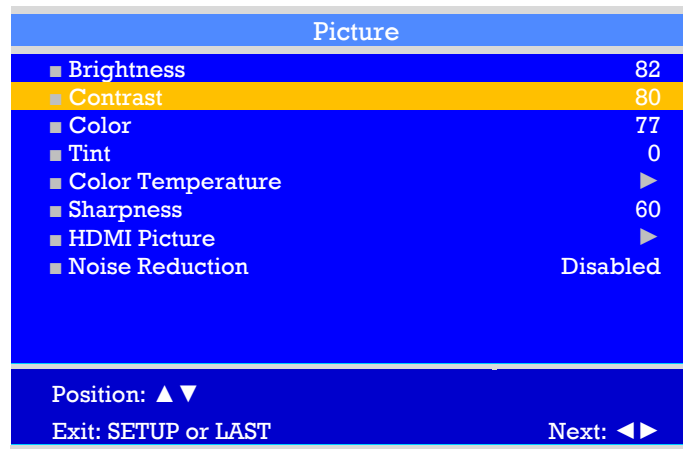 Picture
■ Brightness 82
■ Contrast 80
■ Color 77
■ Tint 0
■ Color Temperature ►
■ Sharpness 60
■ HDMI Picture ►
■ Noise Reduction Disabled
Position: ▲▼
Exit: SETUP or LAST Next: ◄►